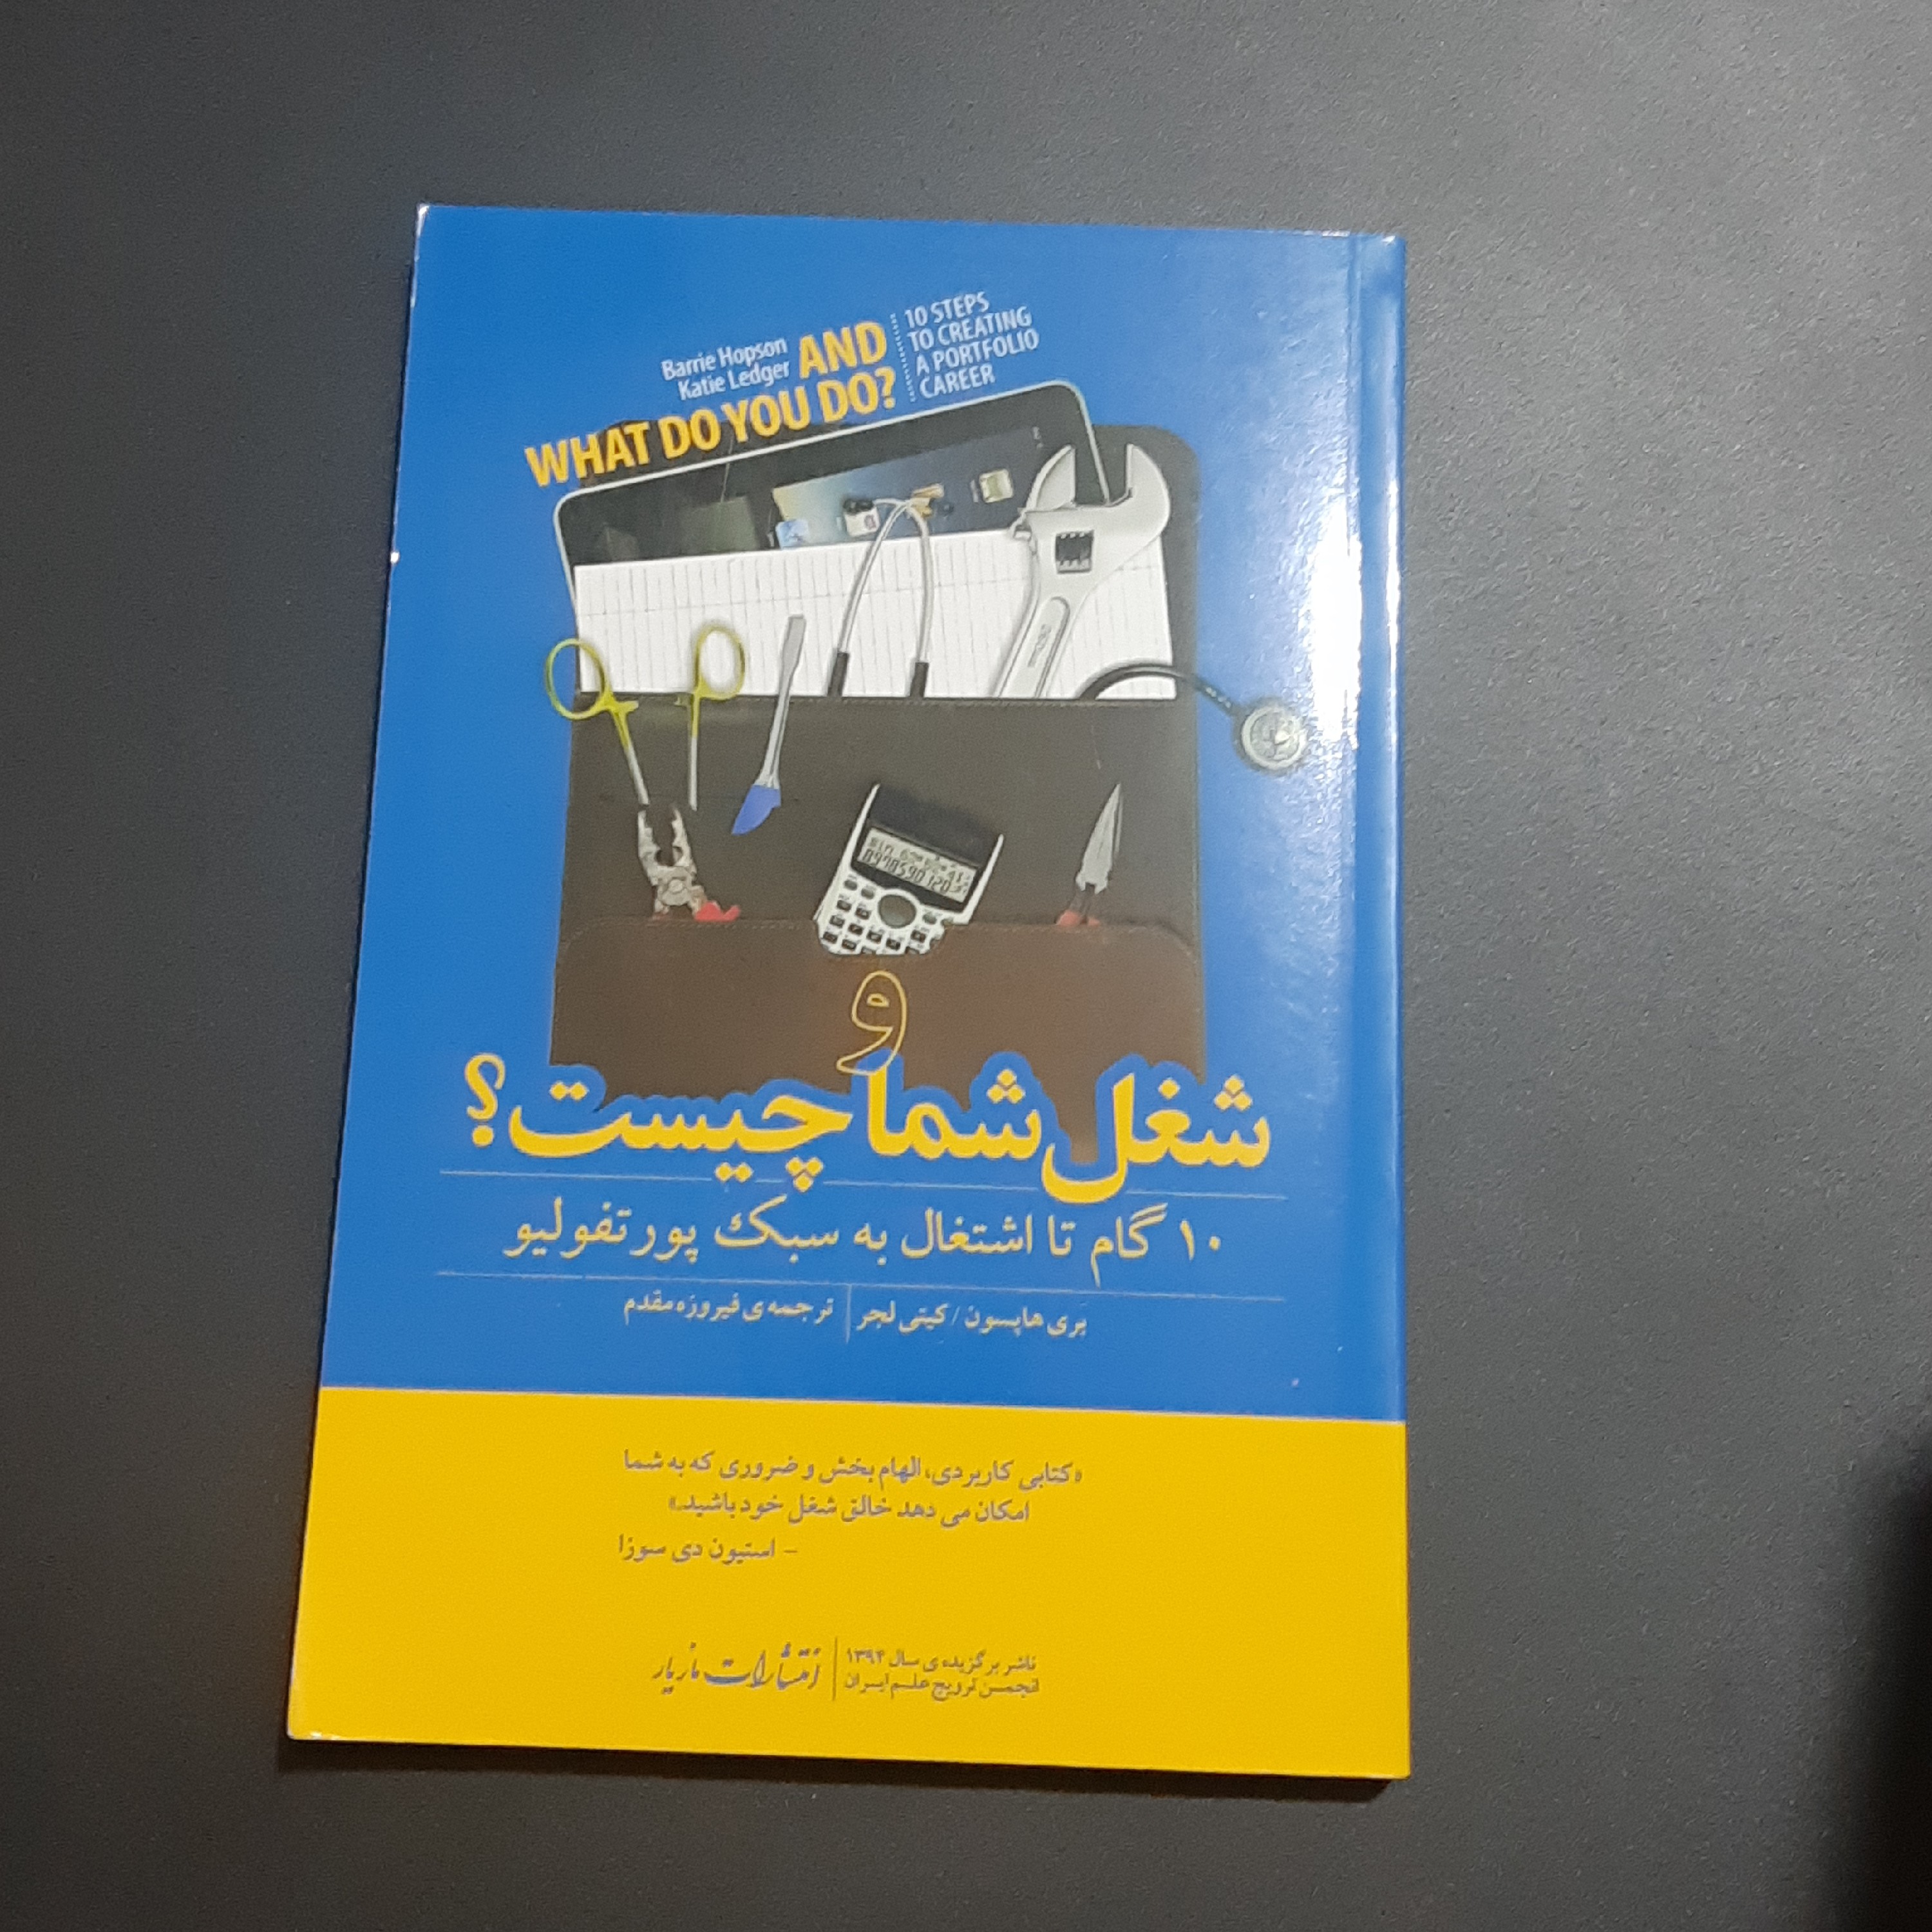 Barrie Hopson
Katie Ledger
AND
WHAT DO YOU DO?
10 STEPS
TO CREATING
A PORTFOLIO
CAREER
و
شغل شما چیست؟
۱۰ گام تا اشتغال به سبک پورتفولیو
بَری هاپسون / کیتی لجر | ترجمه‌ی فیروزه مقدم
«کتابی کاربردی، الهام بخش و ضروری که به شما
امکان می دهد خالق شغل خود باشید.»
– استیون دی سوزا
ناشر برگزیده ی سال ۱۳۹۴
انجمن ترویج علم ایران
انتشارات مازیار